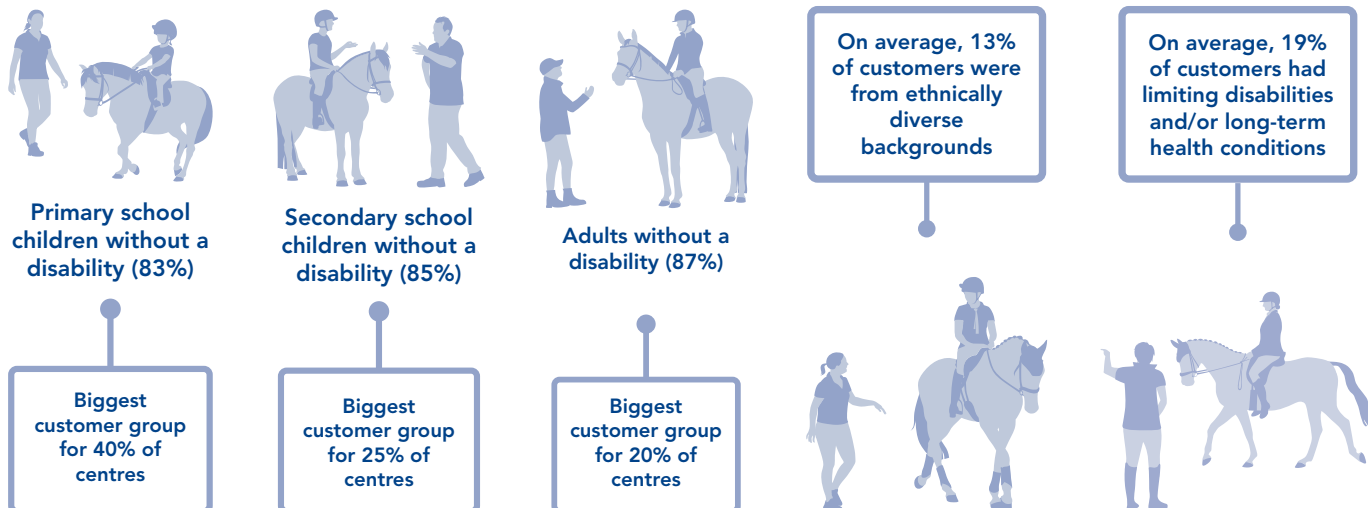 Primary school
children without a
disability (83%)
Biggest
customer group
for 40% of
centres
Secondary school
children without a
disability (85%)
Biggest
customer group
for 25% of
centres
Adults without a
disability (87%)
Biggest
customer group
for 20% of
centres
On average, 13%
of customers were
from ethnically
diverse
backgrounds
On average, 19%
of customers had
limiting disabilities
and/or long-term
health conditions